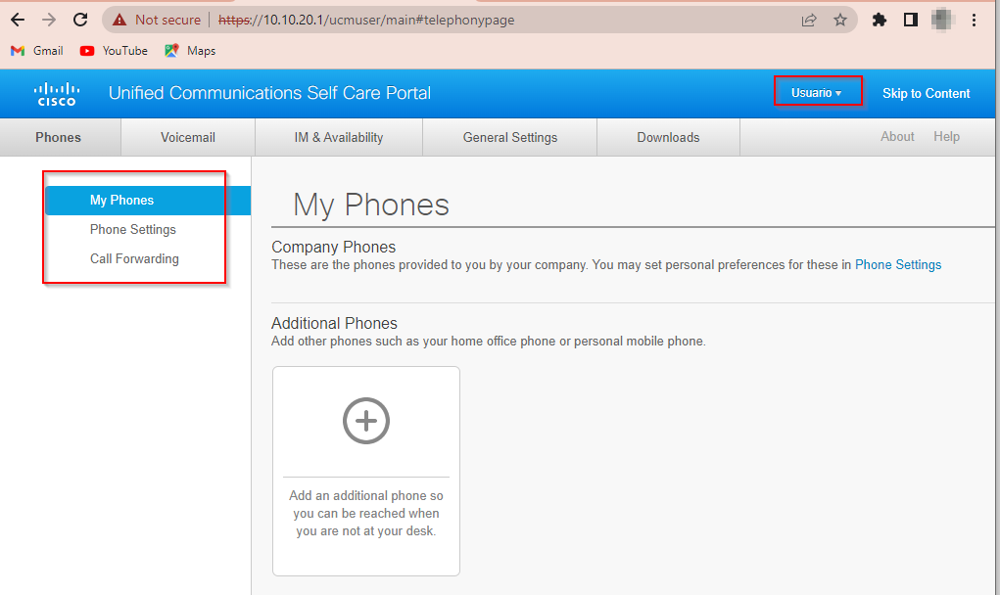 Not secure https://10.10.20.1/ucmuser/main#telephonypage
Gmail YouTube Maps
CISCO Unified Communications Self Care Portal Usuario Skip to Content
Phones Voicemail IM & Availability General Settings Downloads About Help
My Phones
Phone Settings
Call Forwarding
My Phones
Company Phones
These are the phones provided to you by your company. You may set personal preferences for these in Phone Settings
Additional Phones
Add other phones such as your home office phone or personal mobile phone.
Add an additional phone so
you can be reached when
you are not at your desk.